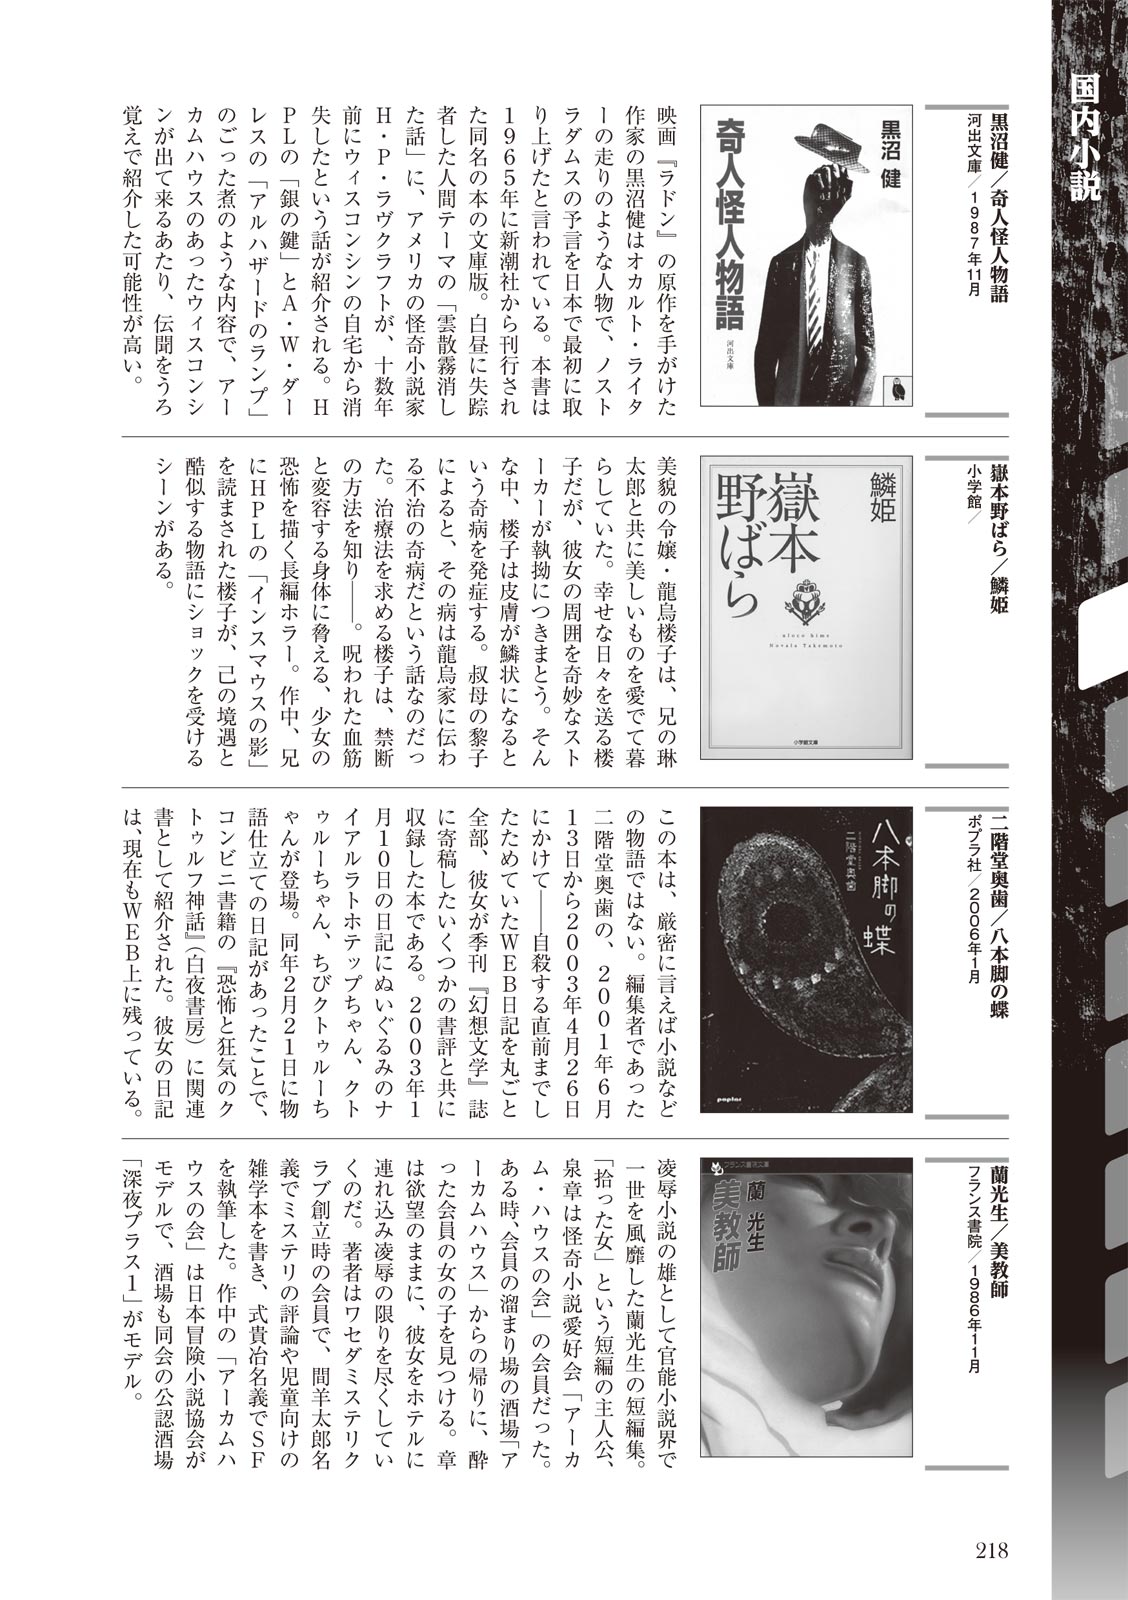 国内小説
黒沼健／奇人怪人物語
河出文庫／１９８７年11月
黒沼 健
奇人怪人物語
河出文庫
映画『ラドン』の原作を手がけた
作家の黒沼健はオカルト・ライタ
ーの走りのような人物で、ノスト
ラダムスの予言を日本で最初に取
り上げたと言われている。本書は
１９６５年に新潮社から刊行され
た同名の本の文庫版。白昼に失踪
者した人間テーマの「雲散霧消し
た話」に、アメリカの怪奇小説家
Ｈ・Ｐ・ラヴクラフトが、十数年
前にウィスコンシンの自宅から消
失したという話が紹介される。Ｈ
ＰＬの「銀の鍵」とＡ・Ｗ・ダー
レスの「アルハザードのランプ」
のごった煮のような内容で、アー
カムハウスのあったウィスコンシ
ンが出て来るあたり、伝聞をうろ
覚えで紹介した可能性が高い。
嶽本野ばら／鱗姫
小学館／
鱗姫
嶽本
野ばら
uloco hime
Novala Takemoto
小学館文庫
美貌の令嬢・龍烏楼子は、兄の琳
太郎と共に美しいものを愛でて暮
らしていた。幸せな日々を送る楼
子だが、彼女の周囲を奇妙なスト
ーカーが執拗につきまとう。そん
な中、楼子は皮膚が鱗状になると
いう奇病を発症する。叔母の黎子
によると、その病は龍烏家に伝わ
る不治の奇病だという話なのだっ
た。治療法を求める楼子は、禁断
の方法を知り――。呪われた血筋
と変容する身体に脅える、少女の
恐怖を描く長編ホラー。作中、兄
にＨＰＬの「インスマウスの影」
を読まされた楼子が、己の境遇と
酷似する物語にショックを受ける
シーンがある。
二階堂奥歯／八本脚の蝶
ポプラ社／２００６年１月
八本脚の蝶
二階堂奥歯
poplar
この本は、厳密に言えば小説など
の物語ではない。編集者であった
二階堂奥歯の、２００１年６月
１３日から２００３年４月２６日
にかけて――自殺する直前までし
たためていたＷＥＢ日記を丸ごと
全部、彼女が季刊『幻想文学』誌
に寄稿したいくつかの書評と共に
収録した本である。２００３年１
月１０日の日記にぬいぐるみのナ
イアルラトホテップちゃん、クト
ゥルーちゃん、ちびクトゥルーち
ゃんが登場。同年２月２１日に物
語仕立ての日記があったことで、
コンビニ書籍の『恐怖と狂気のク
トゥルフ神話』（白夜書房）に関連
書として紹介された。彼女の日記
は、現在もＷＥＢ上に残っている。
蘭光生／美教師
フランス書院／１９８６年１１月
フランス書院文庫
蘭 光生
美教師
凌辱小説の雄として官能小説界で
一世を風靡した蘭光生の短編集。
「拾った女」という短編の主人公、
泉章は怪奇小説愛好会「アーカ
ム・ハウスの会」の会員だった。
ある時、会員の溜まり場の酒場「ア
ーカムハウス」からの帰りに、酔
った会員の女の子を見つける。章
は欲望のままに、彼女をホテルに
連れ込み凌辱の限りを尽くしてい
くのだ。著者はワセダミステリク
ラブ創立時の会員で、間羊太郎名
義でミステリの評論や児童向けの
雑学本を書き、式貴冶名義でＳＦ
を執筆した。作中の「アーカムハ
ウスの会」は日本冒険小説協会が
モデルで、酒場も同会の公認酒場
「深夜プラス１」がモデル。
218